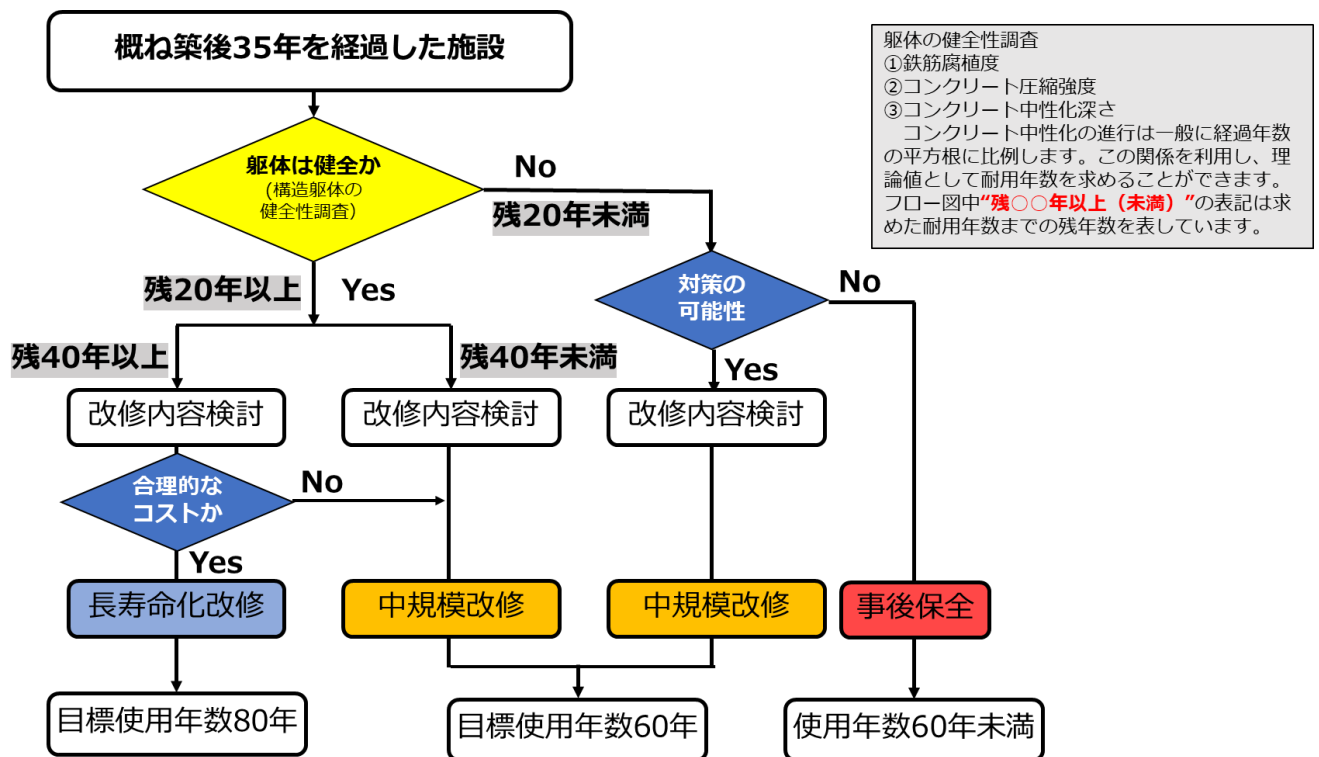 概ね築後35年を経過した施設
躯体の健全性調査
①鉄筋腐植度
②コンクリート圧縮強度
③コンクリート中性化深さ
　コンクリート中性化の進行は一般に経過年数
の平方根に比例します。この関係を利用し、理
論値として耐用年数を求めることができます。
フロー図中“残○○年以上（未満）”の表記は求
めた耐用年数までの残年数を表しています。
躯体は健全か
(構造躯体の
健全性調査)
No
残20年未満
残20年以上
Yes
対策の
可能性
No
残40年以上
残40年未満
Yes
改修内容検討
改修内容検討
改修内容検討
合理的な
コストか
No
Yes
長寿命化改修
中規模改修
中規模改修
事後保全
目標使用年数80年
目標使用年数60年
使用年数60年未満